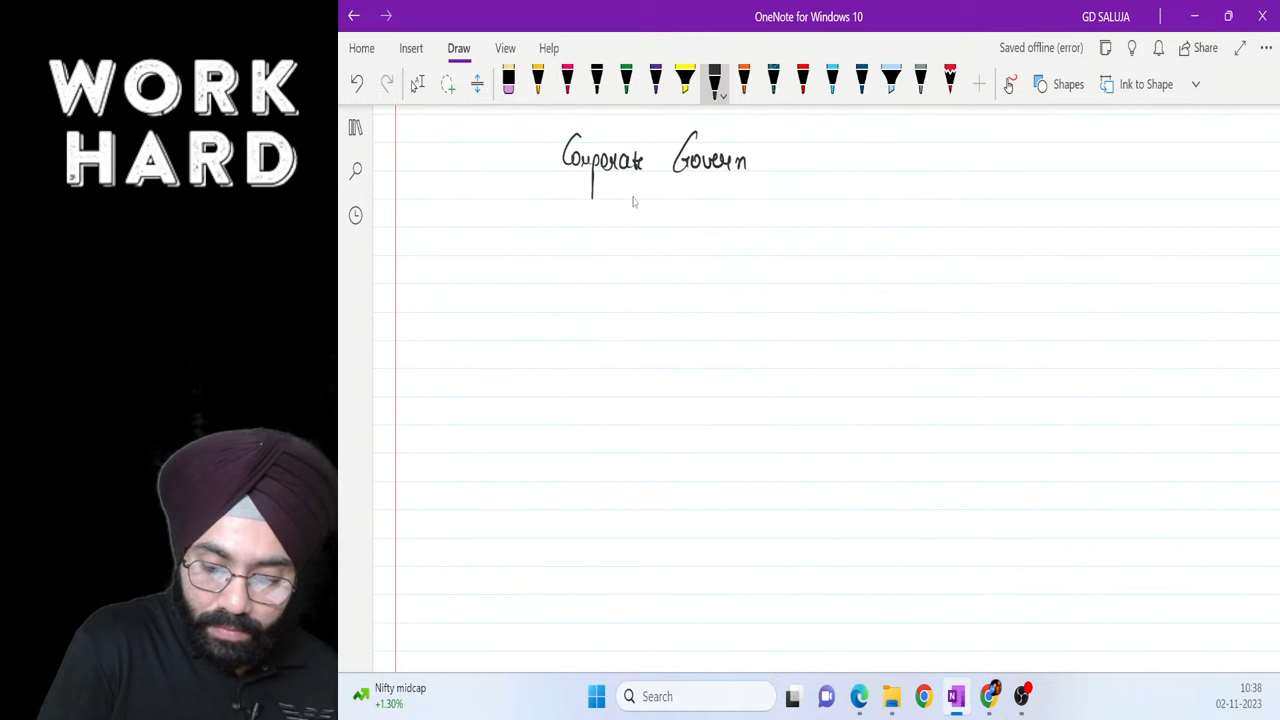 WORK
HARD
OneNote for Windows 10
GD SALUJA
Home Insert Draw View Help
Saved offline (error)
Share
Shapes
Ink to Shape
Corporate Govern
Nifty midcap
+1.30%
Search
10:38
02-11-2023